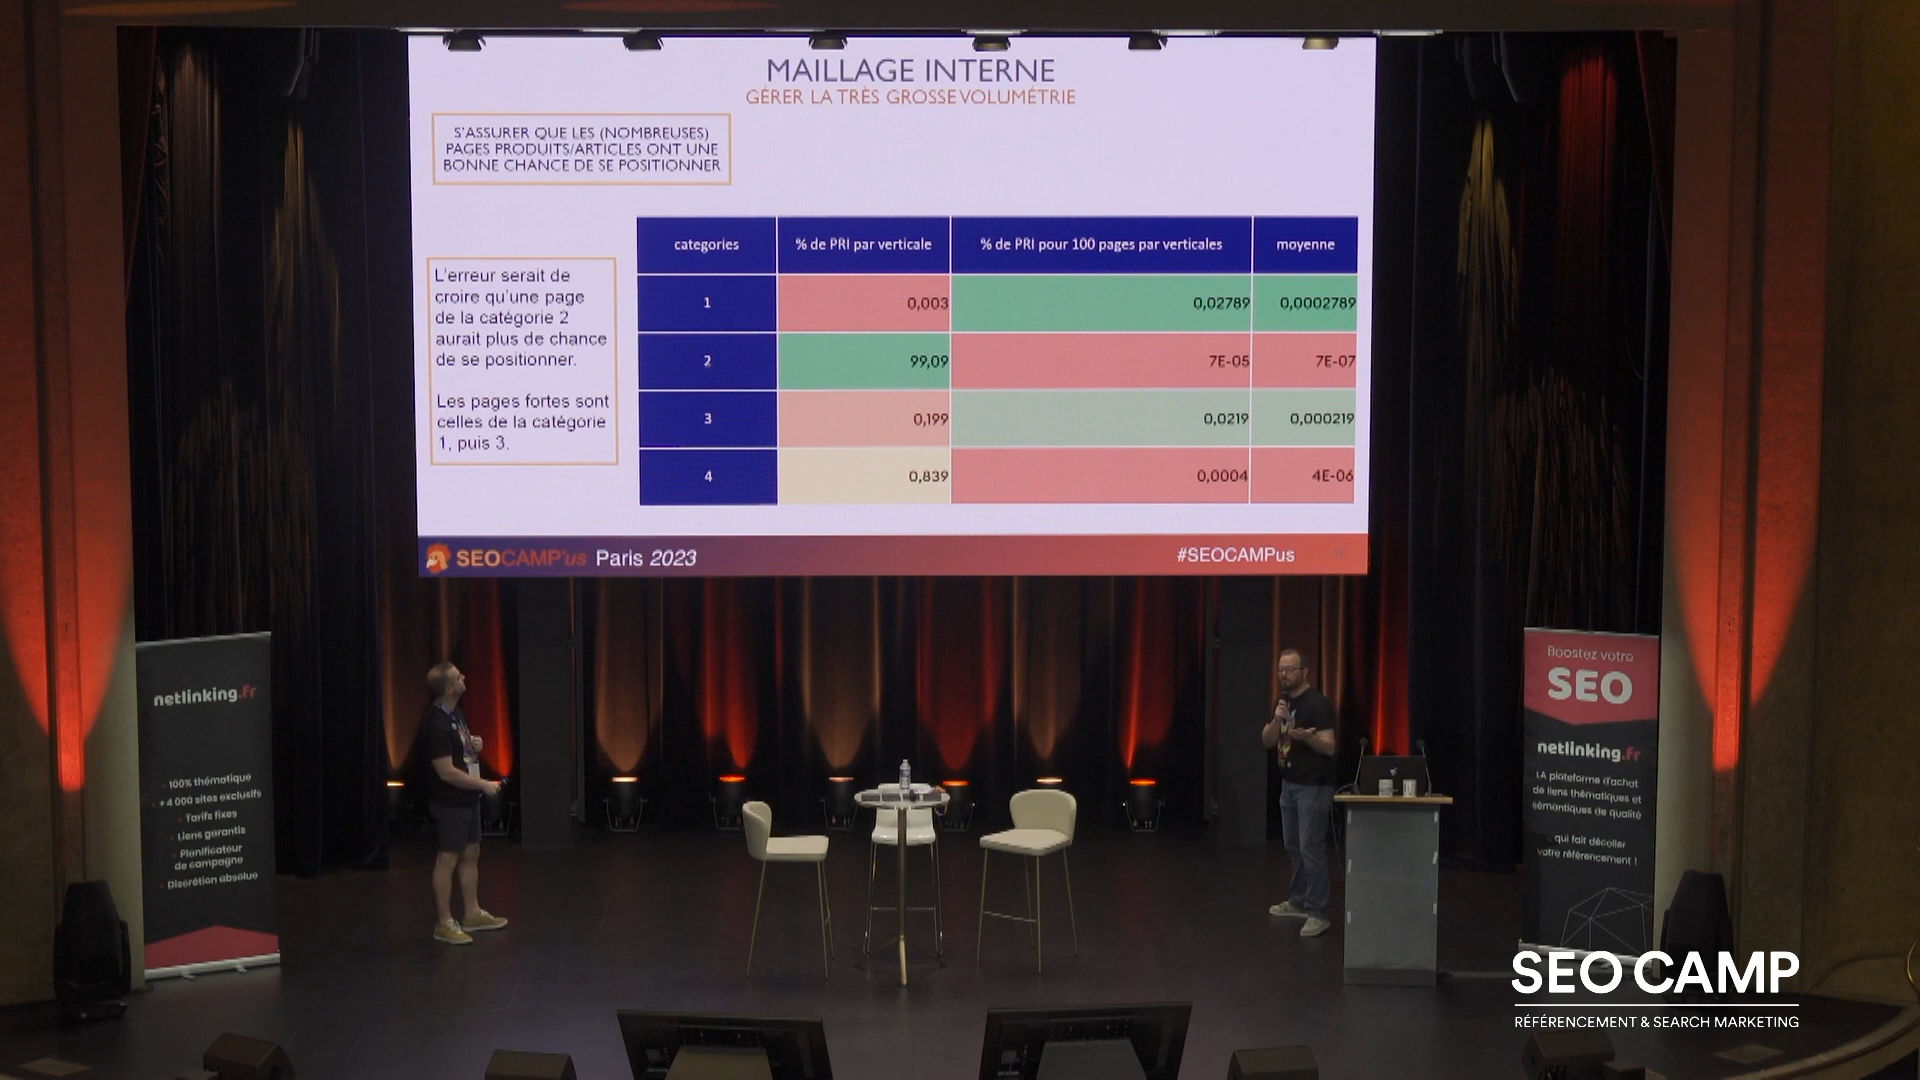 MAILLAGE INTERNE
GÉRER LA TRÈS GROSSE VOLUMÉTRIE
S'ASSURER QUE LES (NOMBREUSES)
PAGES PRODUITS/ARTICLES ONT UNE
BONNE CHANCE DE SE POSITIONNER
L'erreur serait de
croire qu'une page
de la catégorie 2
aurait plus de chance
de se positionner.
Les pages fortes sont
celles de la catégorie
1, puis 3.
categories % de PRI par verticale % de PRI pour 100 pages par verticales moyenne
1 0,003 0,02789 0,0002789
2 99,09 7E-05 7E-07
3 0,199 0,0219 0,000219
4 0,839 0,0004 4E-06
SEOCAMP'us Paris 2023
#SEOCAMPus
netlinking.fr
- 100% thématique
- +4 000 sites exclusifs
- Tarifs fixes
- Liens garantis
- Planificateur
de campagne
- Discrétion absolue
Boostez votre
SEO
netlinking.fr
LA plateforme d'achat
de liens thématiques et
sémantiques de qualité
... qui fait décoller
votre référencement !
SEO CAMP
RÉFÉRENCEMENT & SEARCH MARKETING